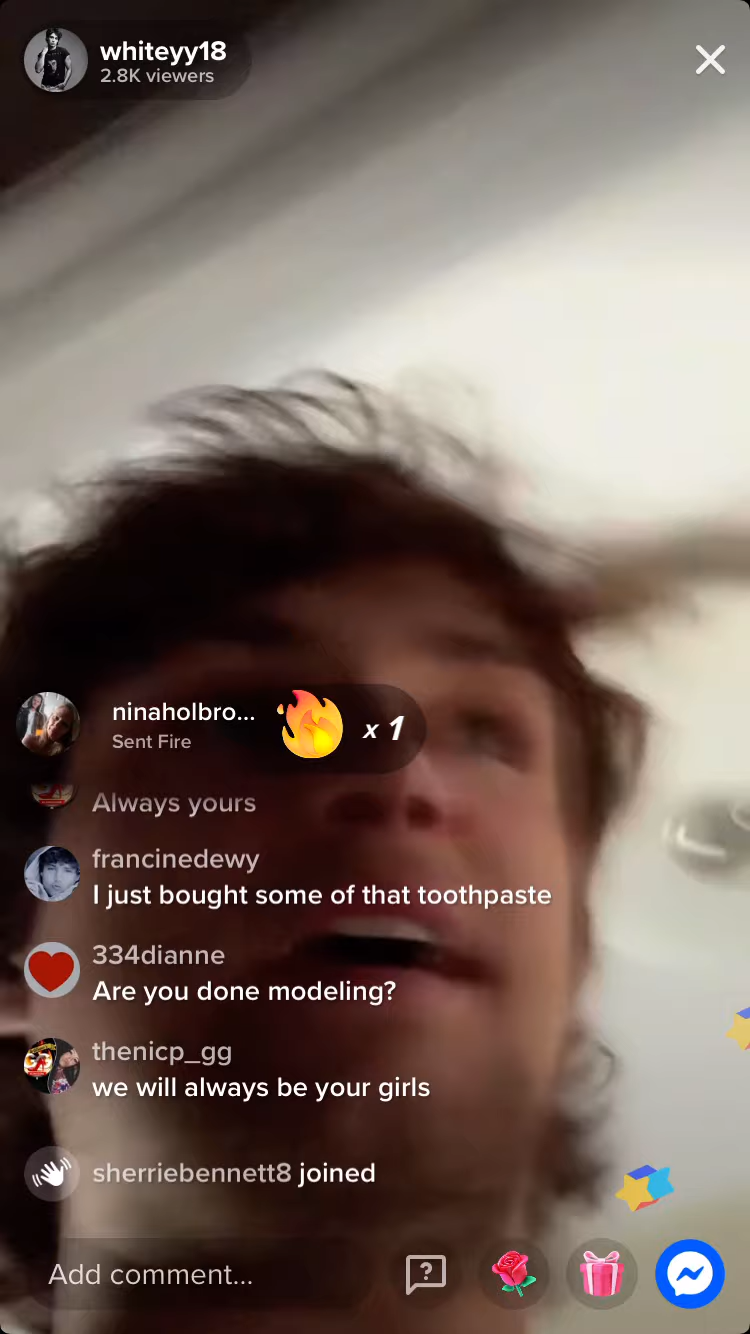 whiteyy18
2.8K viewers
ninaholbro...
Sent Fire
x 1
Always yours
francinedewy
I just bought some of that toothpaste
334dianne
Are you done modeling?
thenicp_gg
we will always be your girls
sherriebennett8 joined
Add comment...
?